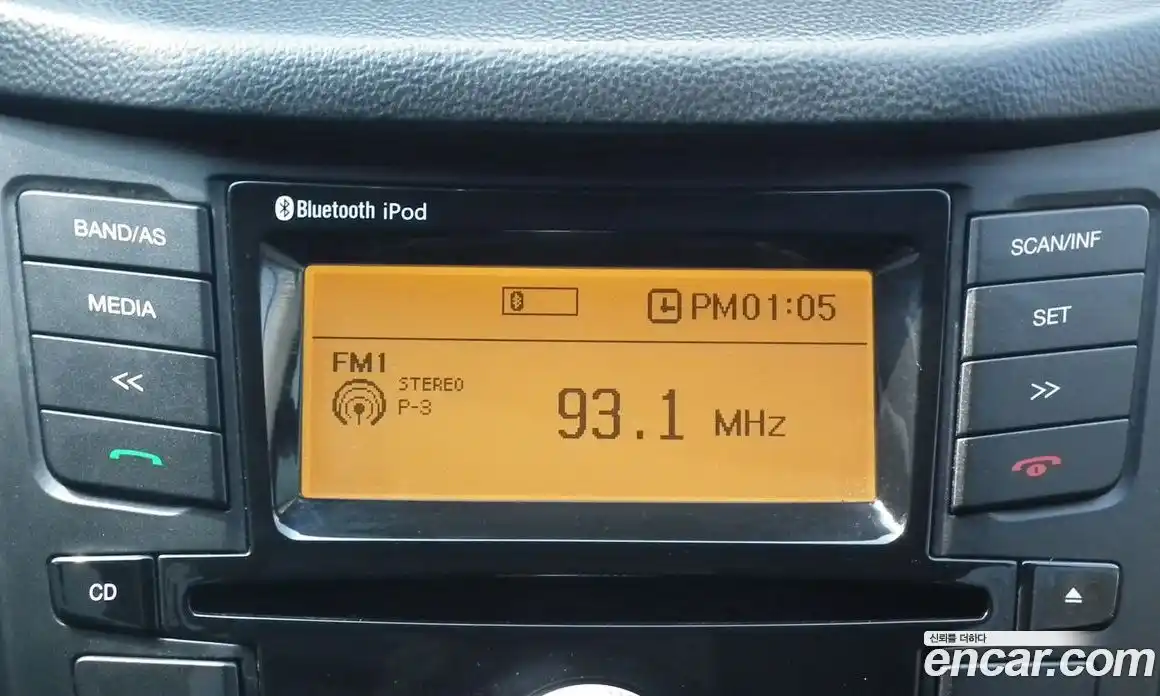 Bluetooth iPod
BAND/AS
MEDIA
<<
CD
PM01:05
FM1
STEREO
P-3
93.1 MHz
SCAN/INF
SET
>>
신뢰를 더하다
encar.com